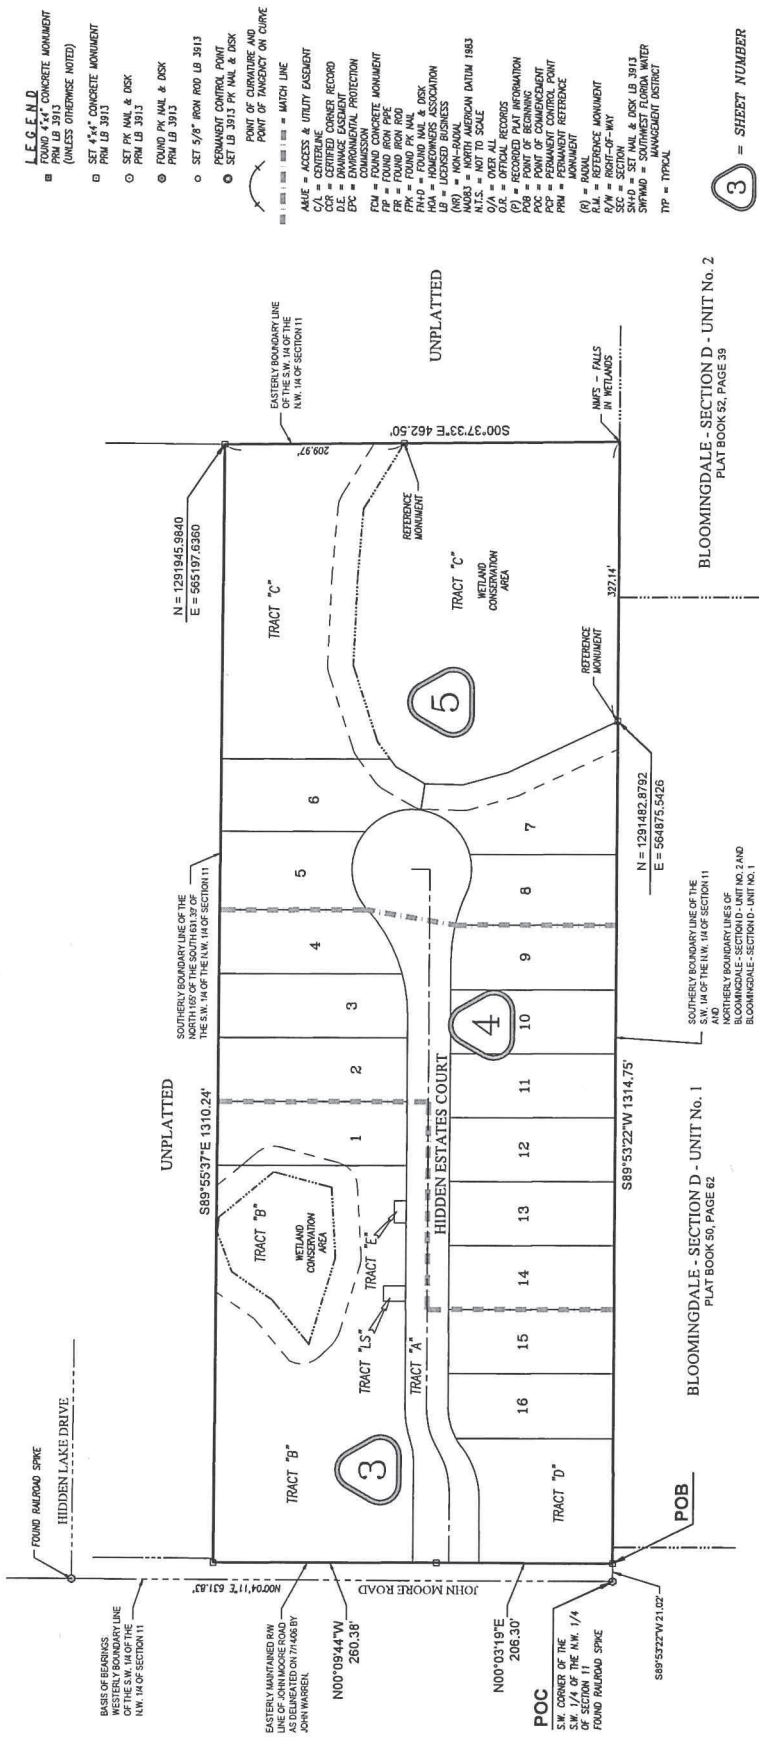 LEGEND
FOUND 4"x4" CONCRETE MONUMENT
PRM LB 3913
(UNLESS OTHERWISE NOTED)
SET 4"x4" CONCRETE MONUMENT
PRM LB 3913
SET PK NAIL & DISK
PRM LB 3913
FOUND PK NAIL & DISK
PRM LB 3913
SET 5/8" IRON ROD LB 3913
PERMANENT CONTROL POINT
SET LB 3913 PK NAIL & DISK
POINT OF CURVATURE AND
POINT OF TANGENCY ON CURVE
= MATCH LINE
A&UE = ACCESS & UTILITY EASEMENT
C/L = CENTERLINE
CCR = CERTIFIED CORNER RECORD
D.E. = DRAINAGE EASEMENT
EPC = ENVIRONMENTAL PROTECTION
COMMISSION
FCM = FOUND CONCRETE MONUMENT
FIP = FOUND IRON PIPE
FIR = FOUND IRON ROD
FPK = FOUND PK NAIL
FN+D = FOUND NAIL & DISK
HOA = HOMEOWNERS ASSOCIATION
LB = LICENSED BUSINESS
(NR) = NON-RADIAL
NAD83 = NORTH AMERICAN DATUM 1983
N.T.S. = NOT TO SCALE
O/A = OVER ALL
O.R. = OFFICIAL RECORDS
(P) = RECORDED PLAT INFORMATION
POB = POINT OF BEGINNING
POC = POINT OF COMMENCEMENT
PCP = PERMANENT CONTROL POINT
PRM = PERMANENT REFERENCE
MONUMENT
(R) = RADIAL
R.M. = REFERENCE MONUMENT
R/W = RIGHT-OF-WAY
SEC = SECTION
SN+D = SET NAIL & DISK LB 3913
SWFWMD = SOUTHWEST FLORIDA WATER
MANAGEMENT DISTRICT
TYP = TYPICAL
3 = SHEET NUMBER
FOUND RAILROAD SPIKE
HIDDEN LAKE DRIVE
BASIS OF BEARINGS
WESTERLY BOUNDARY LINE
OF THE S.W. 1/4 OF THE
N.W. 1/4 OF SECTION 11
N00°04'11"E 631.83'
JOHN MOORE ROAD
EASTERLY MAINTAINED R/W
LINE OF JOHN MOORE ROAD
AS DELINEATED ON 7/14/06 BY
JOHN WARREN.
N00°09'44"W
260.38'
N00°03'19"E
206.30'
POC
S.W. CORNER OF THE
S.W. 1/4 OF THE N.W. 1/4
OF SECTION 11
FOUND RAILROAD SPIKE
S89°53'22"W 21.02'
POB
UNPLATTED
S89°55'37"E 1310.24'
SOUTHERLY BOUNDARY LINE OF THE
NORTH 165' OF THE SOUTH 631.39' OF
THE S.W. 1/4 OF THE N.W. 1/4 OF SECTION 11
N = 1291945.9840
E = 565197.6360
EASTERLY BOUNDARY LINE
OF THE S.W. 1/4 OF THE
N.W. 1/4 OF SECTION 11
UNPLATTED
209.97'
S00°37'33"E 462.50'
REFERENCE
MONUMENT
NMFS - FALLS
IN WETLANDS
TRACT "B"
3
TRACT "B"
WETLAND
CONSERVATION
AREA
TRACT "LS"
TRACT "E"
TRACT "A"
HIDDEN ESTATES COURT
TRACT "D"
1
2
3
4
5
6
7
8
9
10
11
12
13
14
15
16
4
5
TRACT "C"
TRACT "C"
WETLAND
CONSERVATION
AREA
REFERENCE
MONUMENT
327.14'
N = 1291482.8792
E = 564875.5426
S89°53'22"W 1314.75'
SOUTHERLY BOUNDARY LINE OF THE
S.W. 1/4 OF THE N.W. 1/4 OF SECTION 11
AND
NORTHERLY BOUNDARY LINES OF
BLOOMINGDALE - SECTION D - UNIT NO. 2 AND
BLOOMINGDALE - SECTION D - UNIT NO. 1
BLOOMINGDALE - SECTION D - UNIT No. 1
PLAT BOOK 50, PAGE 62
BLOOMINGDALE - SECTION D - UNIT No. 2
PLAT BOOK 52, PAGE 39